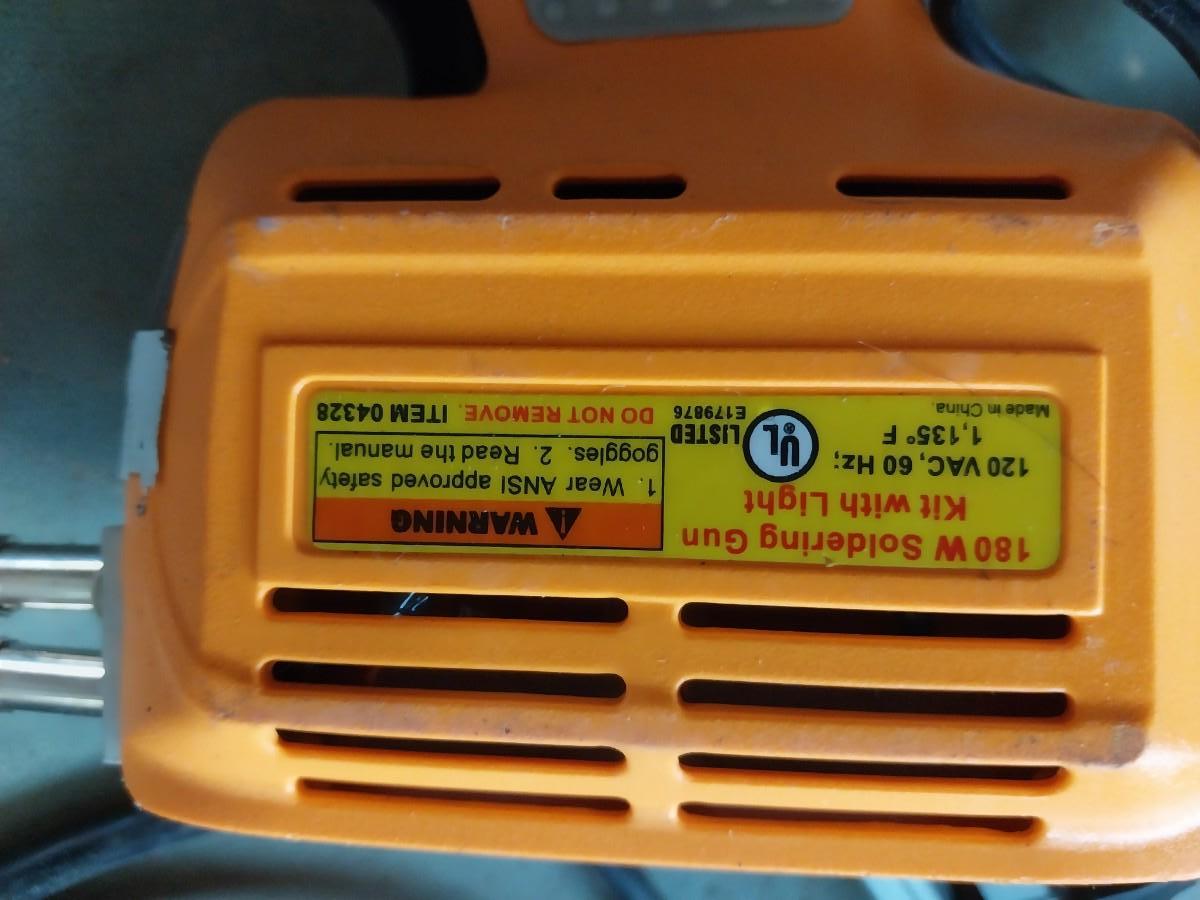 180 W Soldering Gun
Kit with Light
120 VAC, 60 Hz;
1,135° F
Made in China.
UL®
LISTED
E179876
WARNING
1. Wear ANSI approved safety
goggles. 2. Read the manual.
DO NOT REMOVE. ITEM 04328